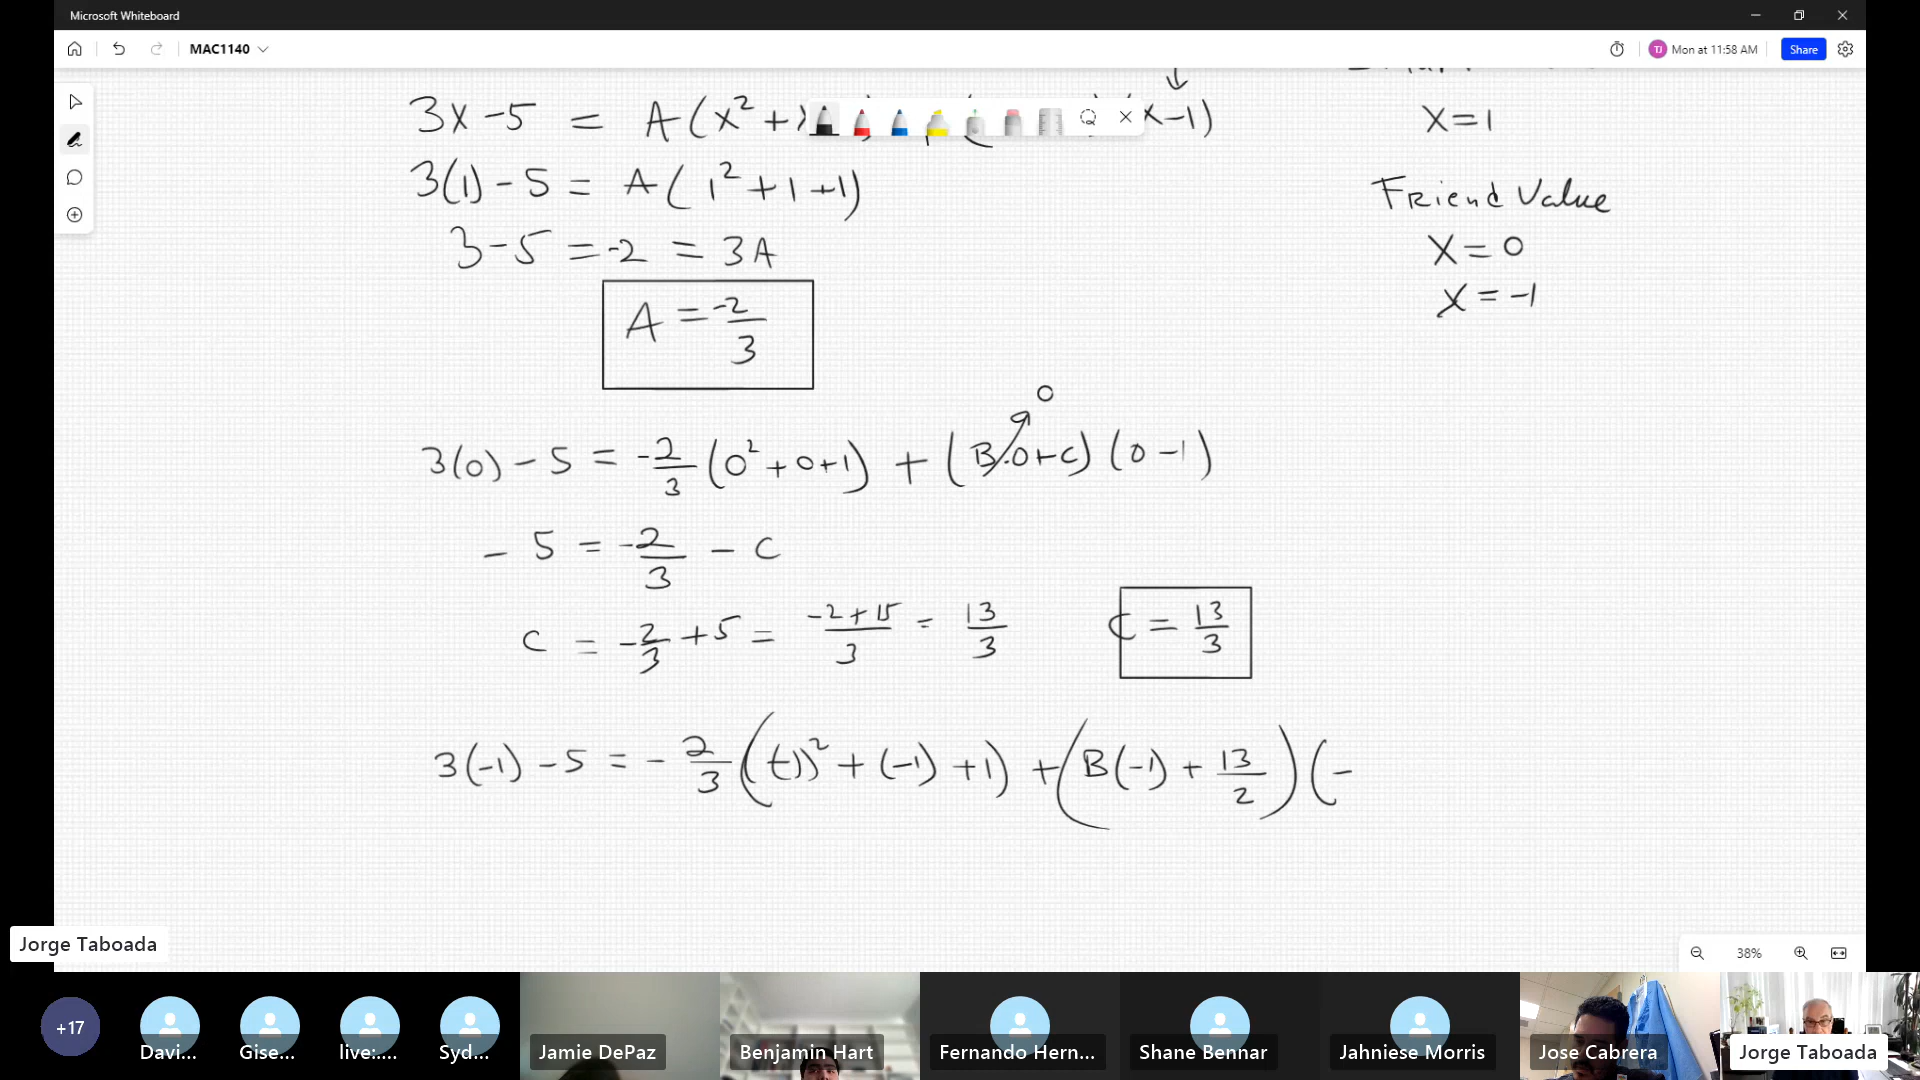 Microsoft Whiteboard
MAC1140
Mon at 11:58 AM
Share
TJ
3x - 5 = A(x² + x-1)
x = 1
3(1) - 5 = A(1² + 1 + 1)
Friend Value
3 - 5 = -2 = 3A
x = 0
A = -2/3
x = -1
0
3(0) - 5 = -2/3 (0² + 0 + 1) + (B·0 + C)(0 - 1)
- 5 = -2/3 - C
C = -2/3 + 5 = -2+15/3 = 13/3
C = 13/3
3(-1) - 5 = - 2/3 ((-1)² + (-1) + 1) + (B(-1) + 13/2)(-
Jorge Taboada
38%
+17
Davi...
Gise...
live:....
Syd...
Jamie DePaz
Benjamin Hart
Fernando Hern...
Shane Bennar
Jahniese Morris
Jose Cabrera
Jorge Taboada